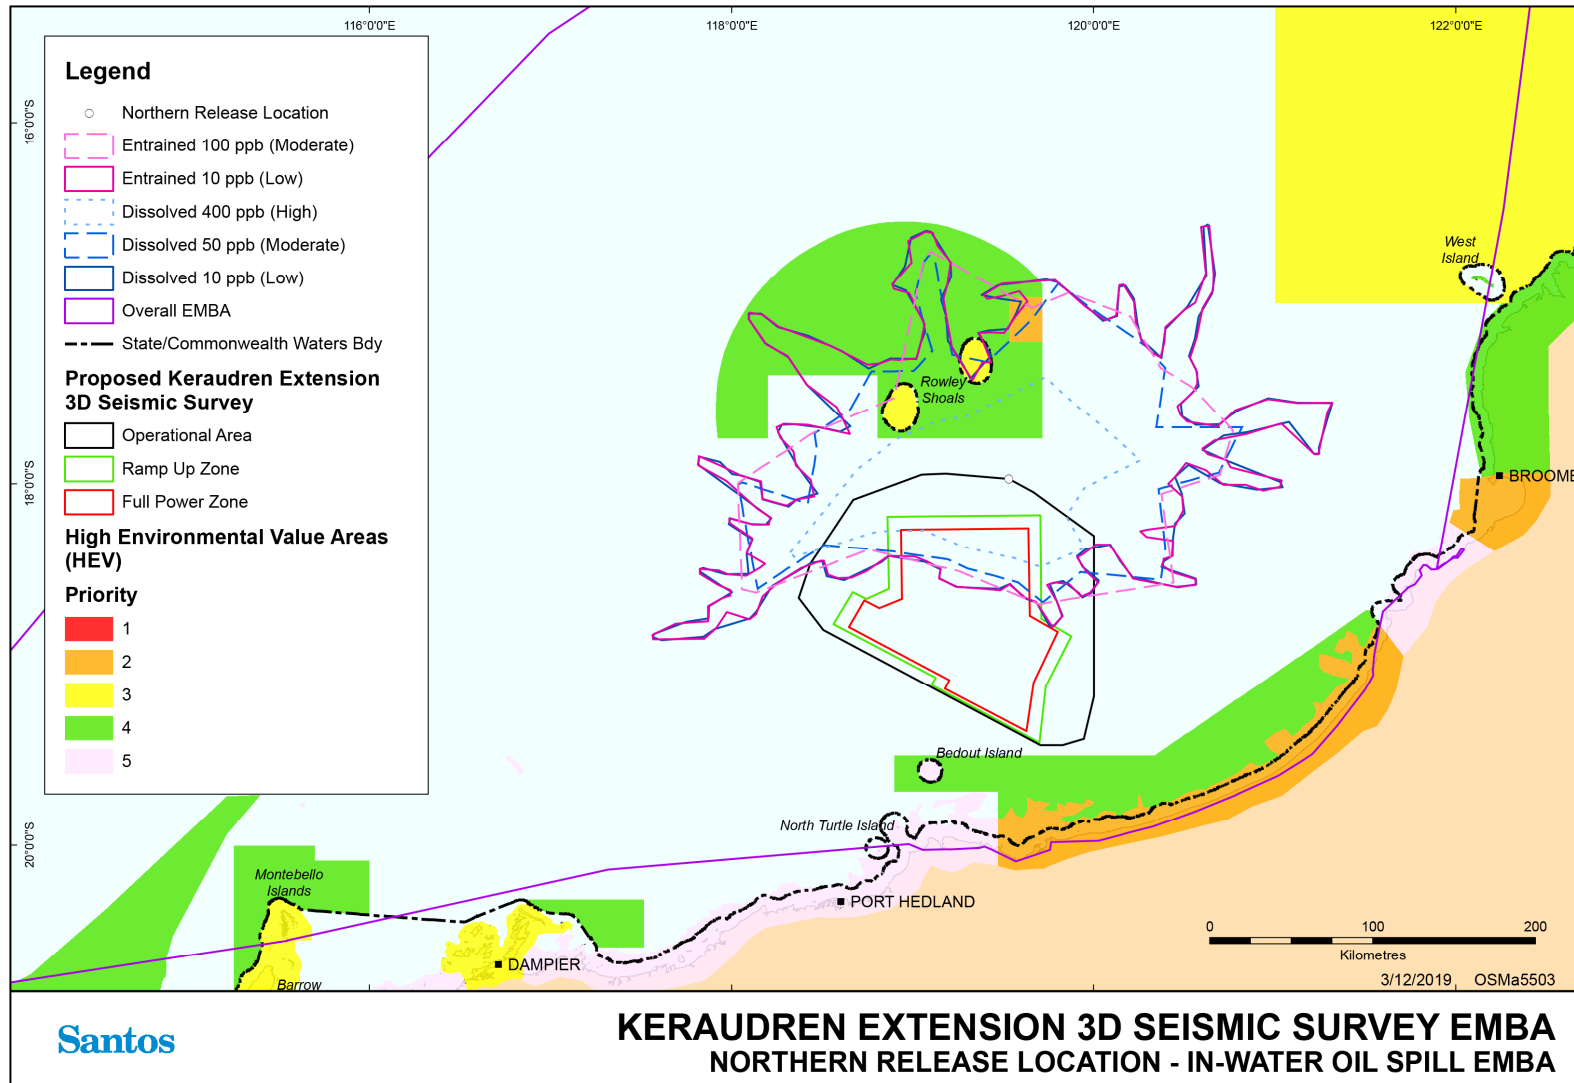 116°0'0"E
118°0'0"E
120°0'0"E
122°0'0"E
16°0'0"S
18°0'0"S
20°0'0"S
Legend
Northern Release Location
Entrained 100 ppb (Moderate)
Entrained 10 ppb (Low)
Dissolved 400 ppb (High)
Dissolved 50 ppb (Moderate)
Dissolved 10 ppb (Low)
Overall EMBA
State/Commonwealth Waters Bdy
Proposed Keraudren Extension
3D Seismic Survey
Operational Area
Ramp Up Zone
Full Power Zone
High Environmental Value Areas
(HEV)
Priority
1
2
3
4
5
West
Island
Rowley
Shoals
BROOME
Bedout Island
North Turtle Island
Montebello
Islands
PORT HEDLAND
DAMPIER
Barrow
0 100 200
Kilometres
3/12/2019 OSMa5503
Santos
KERAUDREN EXTENSION 3D SEISMIC SURVEY EMBA
NORTHERN RELEASE LOCATION - IN-WATER OIL SPILL EMBA